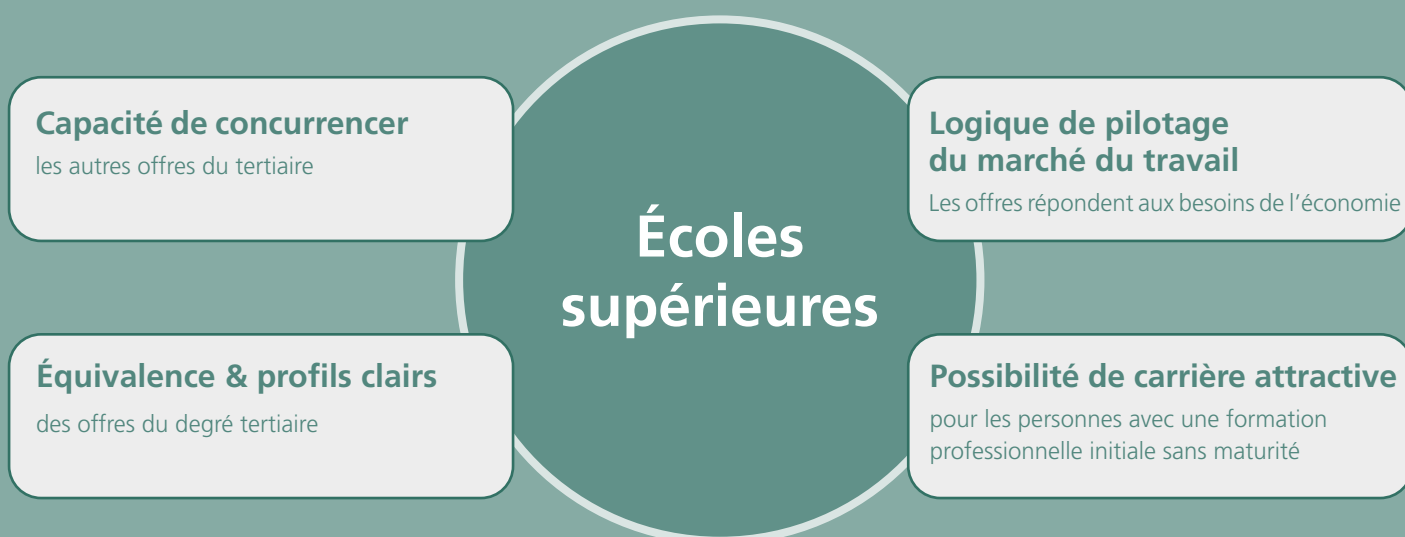 Capacité de concurrencer
les autres offres du tertiaire
Équivalence & profils clairs
des offres du degré tertiaire
Écoles
supérieures
Logique de pilotage
du marché du travail
Les offres répondent aux besoins de l’économie
Possibilité de carrière attractive
pour les personnes avec une formation
professionnelle initiale sans maturité